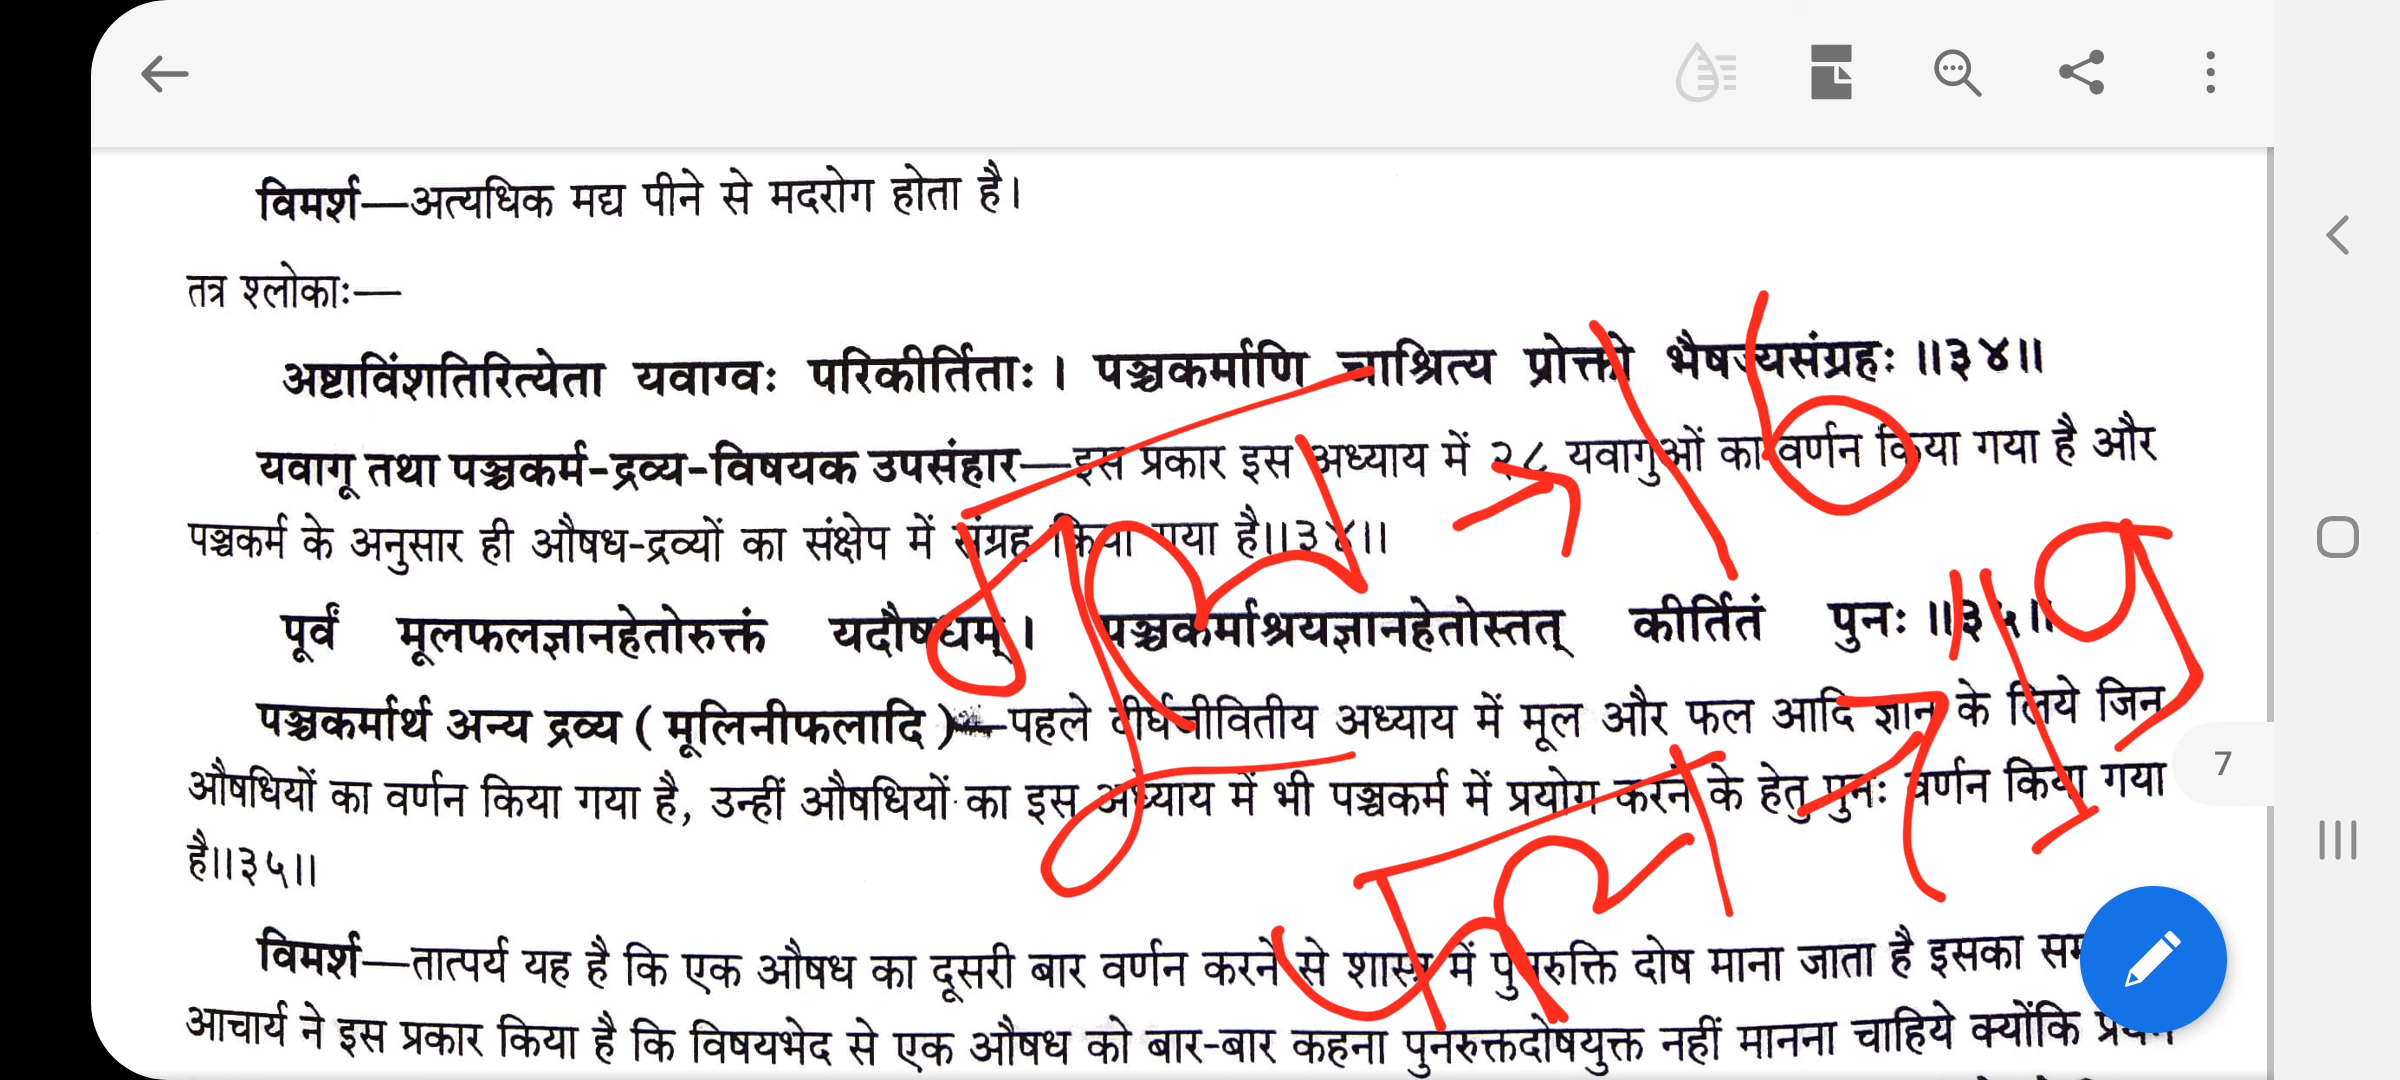 विमर्श—अत्यधिक मद्य पीने से मदरोग होता है।
तत्र श्लोकाः—
अष्टाविंशतिरित्येता यवाग्वः परिकीर्तिताः। पञ्चकर्माणि चाश्रित्य प्रोक्तो भैषज्यसंग्रहः ॥३४॥
यवागू तथा पञ्चकर्म-द्रव्य-विषयक उपसंहार—इस प्रकार इस अध्याय में २८ यवागुओं का वर्णन किया गया है और
पञ्चकर्म के अनुसार ही औषध-द्रव्यों का संक्षेप में संग्रह किया गया है॥३४॥
मूल → 16
पूर्वं मूलफलज्ञानहेतोरुक्तं यदौषधम्। पञ्चकर्माश्रयज्ञानहेतोस्तत् कीर्तितं पुनः ॥३५॥
पञ्चकर्मार्थ अन्य द्रव्य ( मूलिनीफलादि )—पहले दीर्घजीवितीय अध्याय में मूल और फल आदि ज्ञान के लिये जिन
औषधियों का वर्णन किया गया है, उन्हीं औषधियों का इस अध्याय में भी पञ्चकर्म में प्रयोग करने के हेतु पुनः वर्णन किया गया
7
है॥३५॥
फल → 19
विमर्श—तात्पर्य यह है कि एक औषध का दूसरी बार वर्णन करने से शास्त्र में पुनरुक्ति दोष माना जाता है इसका
आचार्य ने इस प्रकार किया है कि विषयभेद से एक औषध को बार-बार कहना पुनरुक्तदोषयुक्त नहीं मानना चाहिये क्योंकि